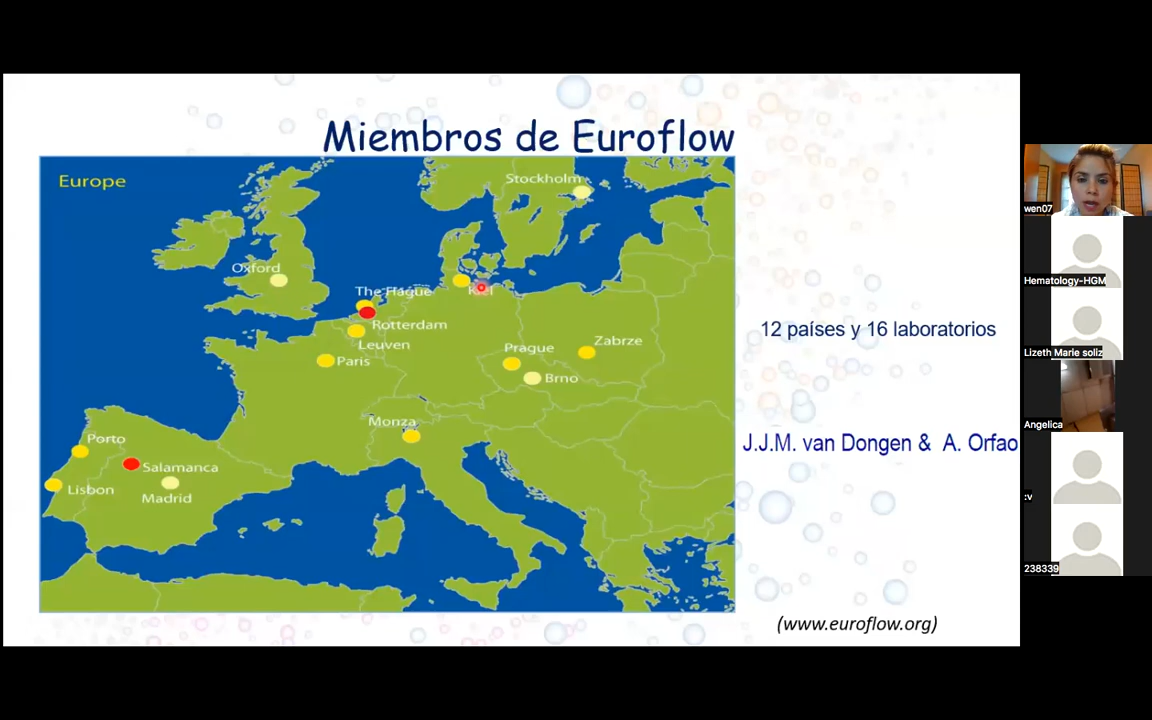 Miembros de Euroflow
Europe
Stockholm
Oxford
The Hague
Kiel
Rotterdam
Leuven
Paris
Prague
Zabrze
Brno
Monza
Porto
Salamanca
Lisbon
Madrid
12 países y 16 laboratorios
J.J.M. van Dongen & A. Orfao
(www.euroflow.org)
wen07
Hematology-HGM
Lizeth Marie soliz
Angelica
:v
238339